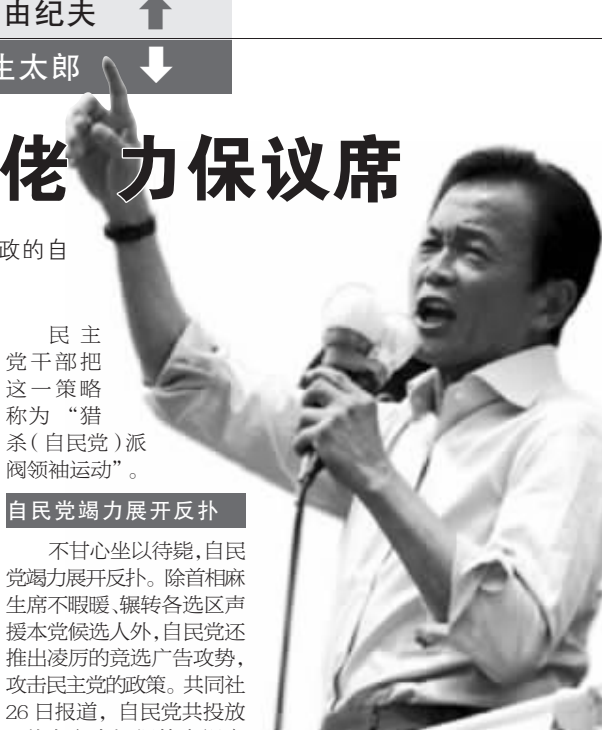 由纪夫
生太郎
佬 力保议席
政的自
民主
党干部把
这一策略
称为“猎
杀(自民党)派
阀领袖运动”。
自民党竭力展开反扑
不甘心坐以待毙,自民
党竭力展开反扑。除首相麻
生席不暇暖、辗转各选区声
援本党候选人外,自民党还
推出凌厉的竞选广告攻势,
攻击民主党的政策。共同社
26日报道,自民党共投放